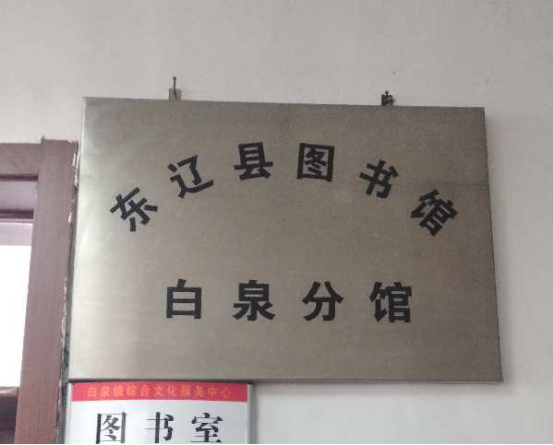 东辽县图书馆
白泉分馆
白泉镇综合文化服务中心
图书室